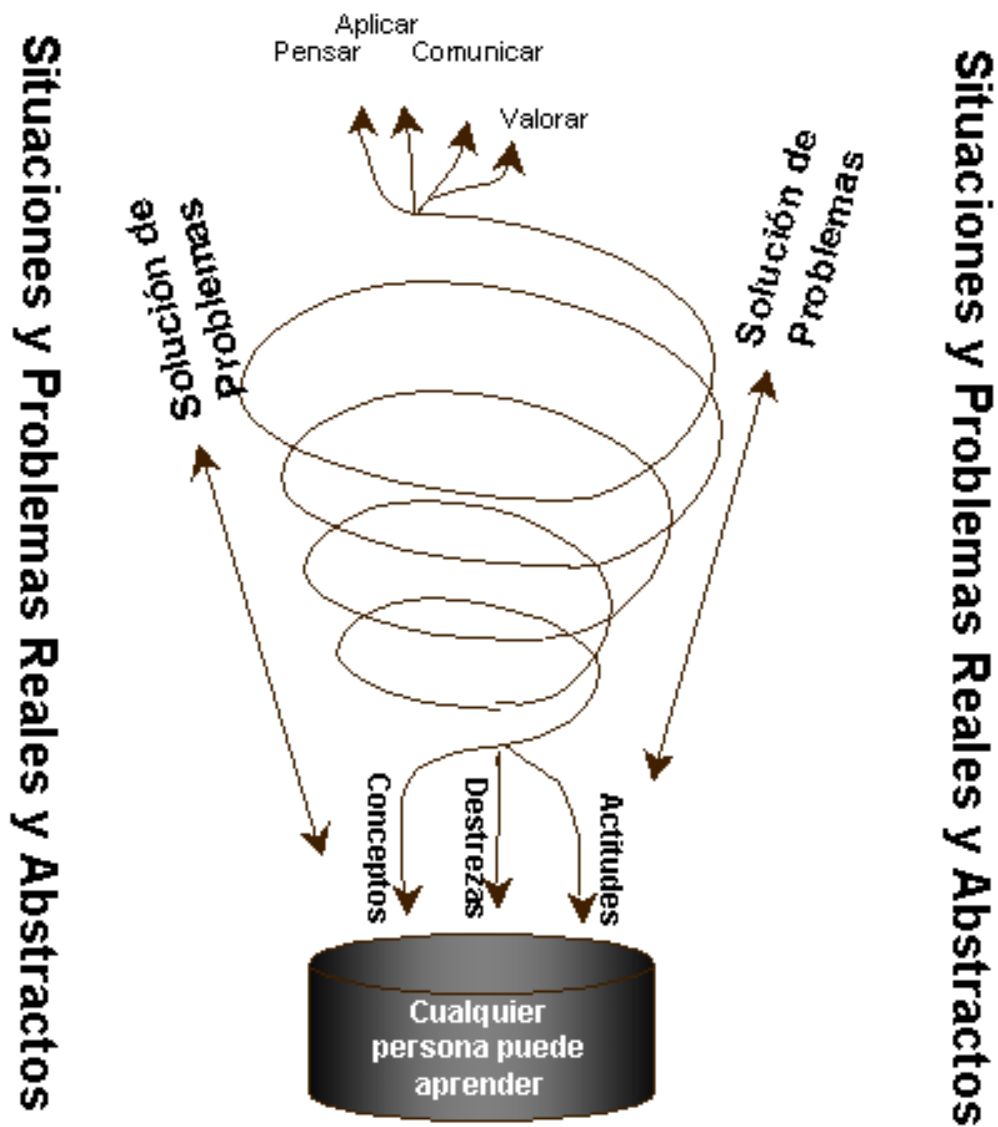 Aplicar
Pensar
Comunicar
Valorar
Situaciones y Problemas Reales y Abstractos
Solución de
Problemas
Solución de
Problemas
Situaciones y Problemas Reales y Abstractos
Conceptos
Destrezas
Actitudes
Cualquier
persona puede
aprender